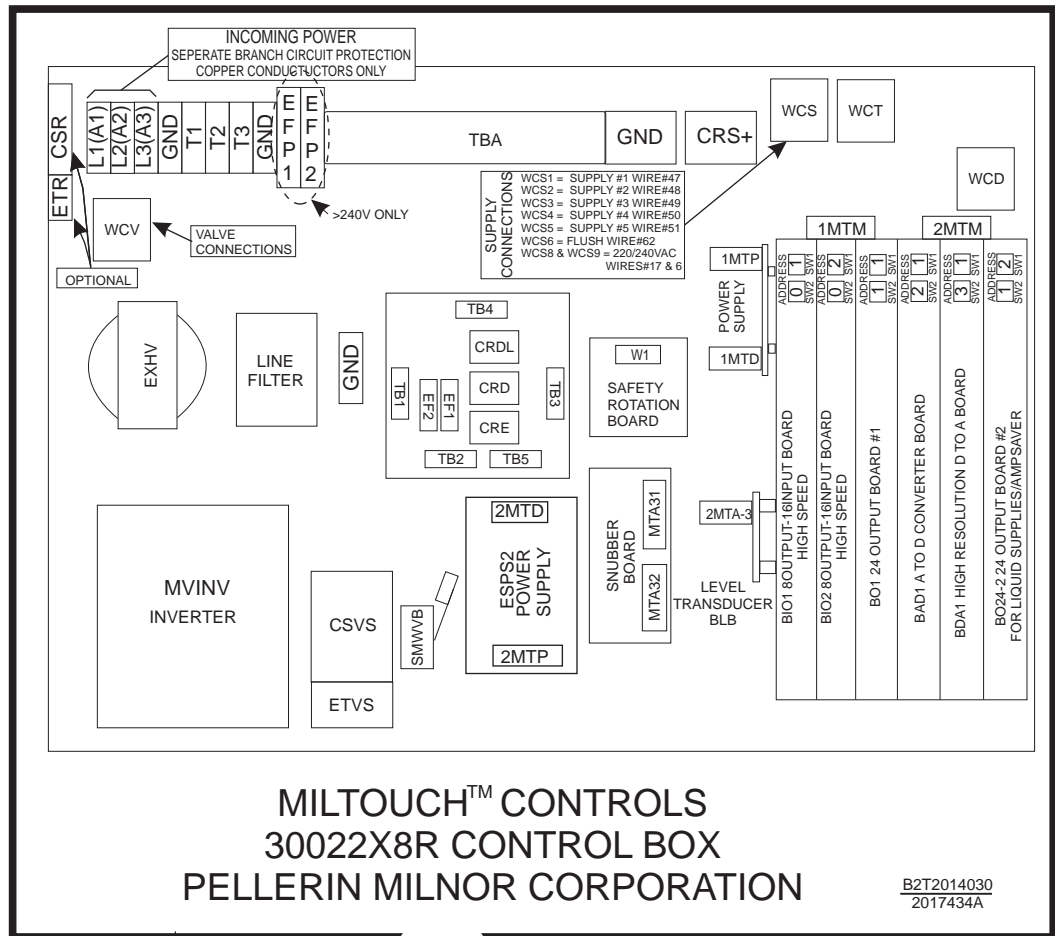 INCOMING POWER
SEPERATE BRANCH CIRCUIT PROTECTION
COPPER CONDUCTUCTORS ONLY
CSR
ETR
L1(A1)
L2(A2)
L3(A3)
GND
T1
T2
T3
GND
EFP1
EFP2
TBA
GND
CRS+
WCS
WCT
WCD
>240V ONLY
WCV
VALVE
CONNECTIONS
OPTIONAL
SUPPLY
CONNECTIONS
WCS1 = SUPPLY #1 WIRE#47
WCS2 = SUPPLY #2 WIRE#48
WCS3 = SUPPLY #3 WIRE#49
WCS4 = SUPPLY #4 WIRE#50
WCS5 = SUPPLY #5 WIRE#51
WCS6 = FLUSH WIRE#62
WCS8 & WCS9 = 220/240VAC
WIRES#17 & 6
1MTM
2MTM
1MTP
POWER
SUPPLY
1MTD
ADDRESS
0 1
SW2 SW1
BIO1 8OUTPUT-16INPUT BOARD
HIGH SPEED
ADDRESS
0 2
SW2 SW1
BIO2 8OUTPUT-16INPUT BOARD
HIGH SPEED
ADDRESS
1 1
SW2 SW1
BO1 24 OUTPUT BOARD #1
ADDRESS
2 1
SW2 SW1
BAD1 A TO D CONVERTER BOARD
ADDRESS
3 1
SW2 SW1
BDA1 HIGH RESOLUTION D TO A BOARD
ADDRESS
1 2
SW2 SW1
BO24-2 24 OUTPUT BOARD #2
FOR LIQUID SUPPLIES/AMPSAVER
EXHV
LINE
FILTER
GND
TB4
CRDL
TB1
EF2
EF1
CRD
TB3
CRE
TB2
TB5
W1
SAFETY
ROTATION
BOARD
MVINV
INVERTER
CSVS
ETVS
SMWVB
2MTD
ESPS2
POWER
SUPPLY
2MTP
SNUBBER
BOARD
MTA31
MTA32
2MTA-3
LEVEL
TRANSDUCER
BLB
MILTOUCH™ CONTROLS
30022X8R CONTROL BOX
PELLERIN MILNOR CORPORATION
B2T2014030
2017434A